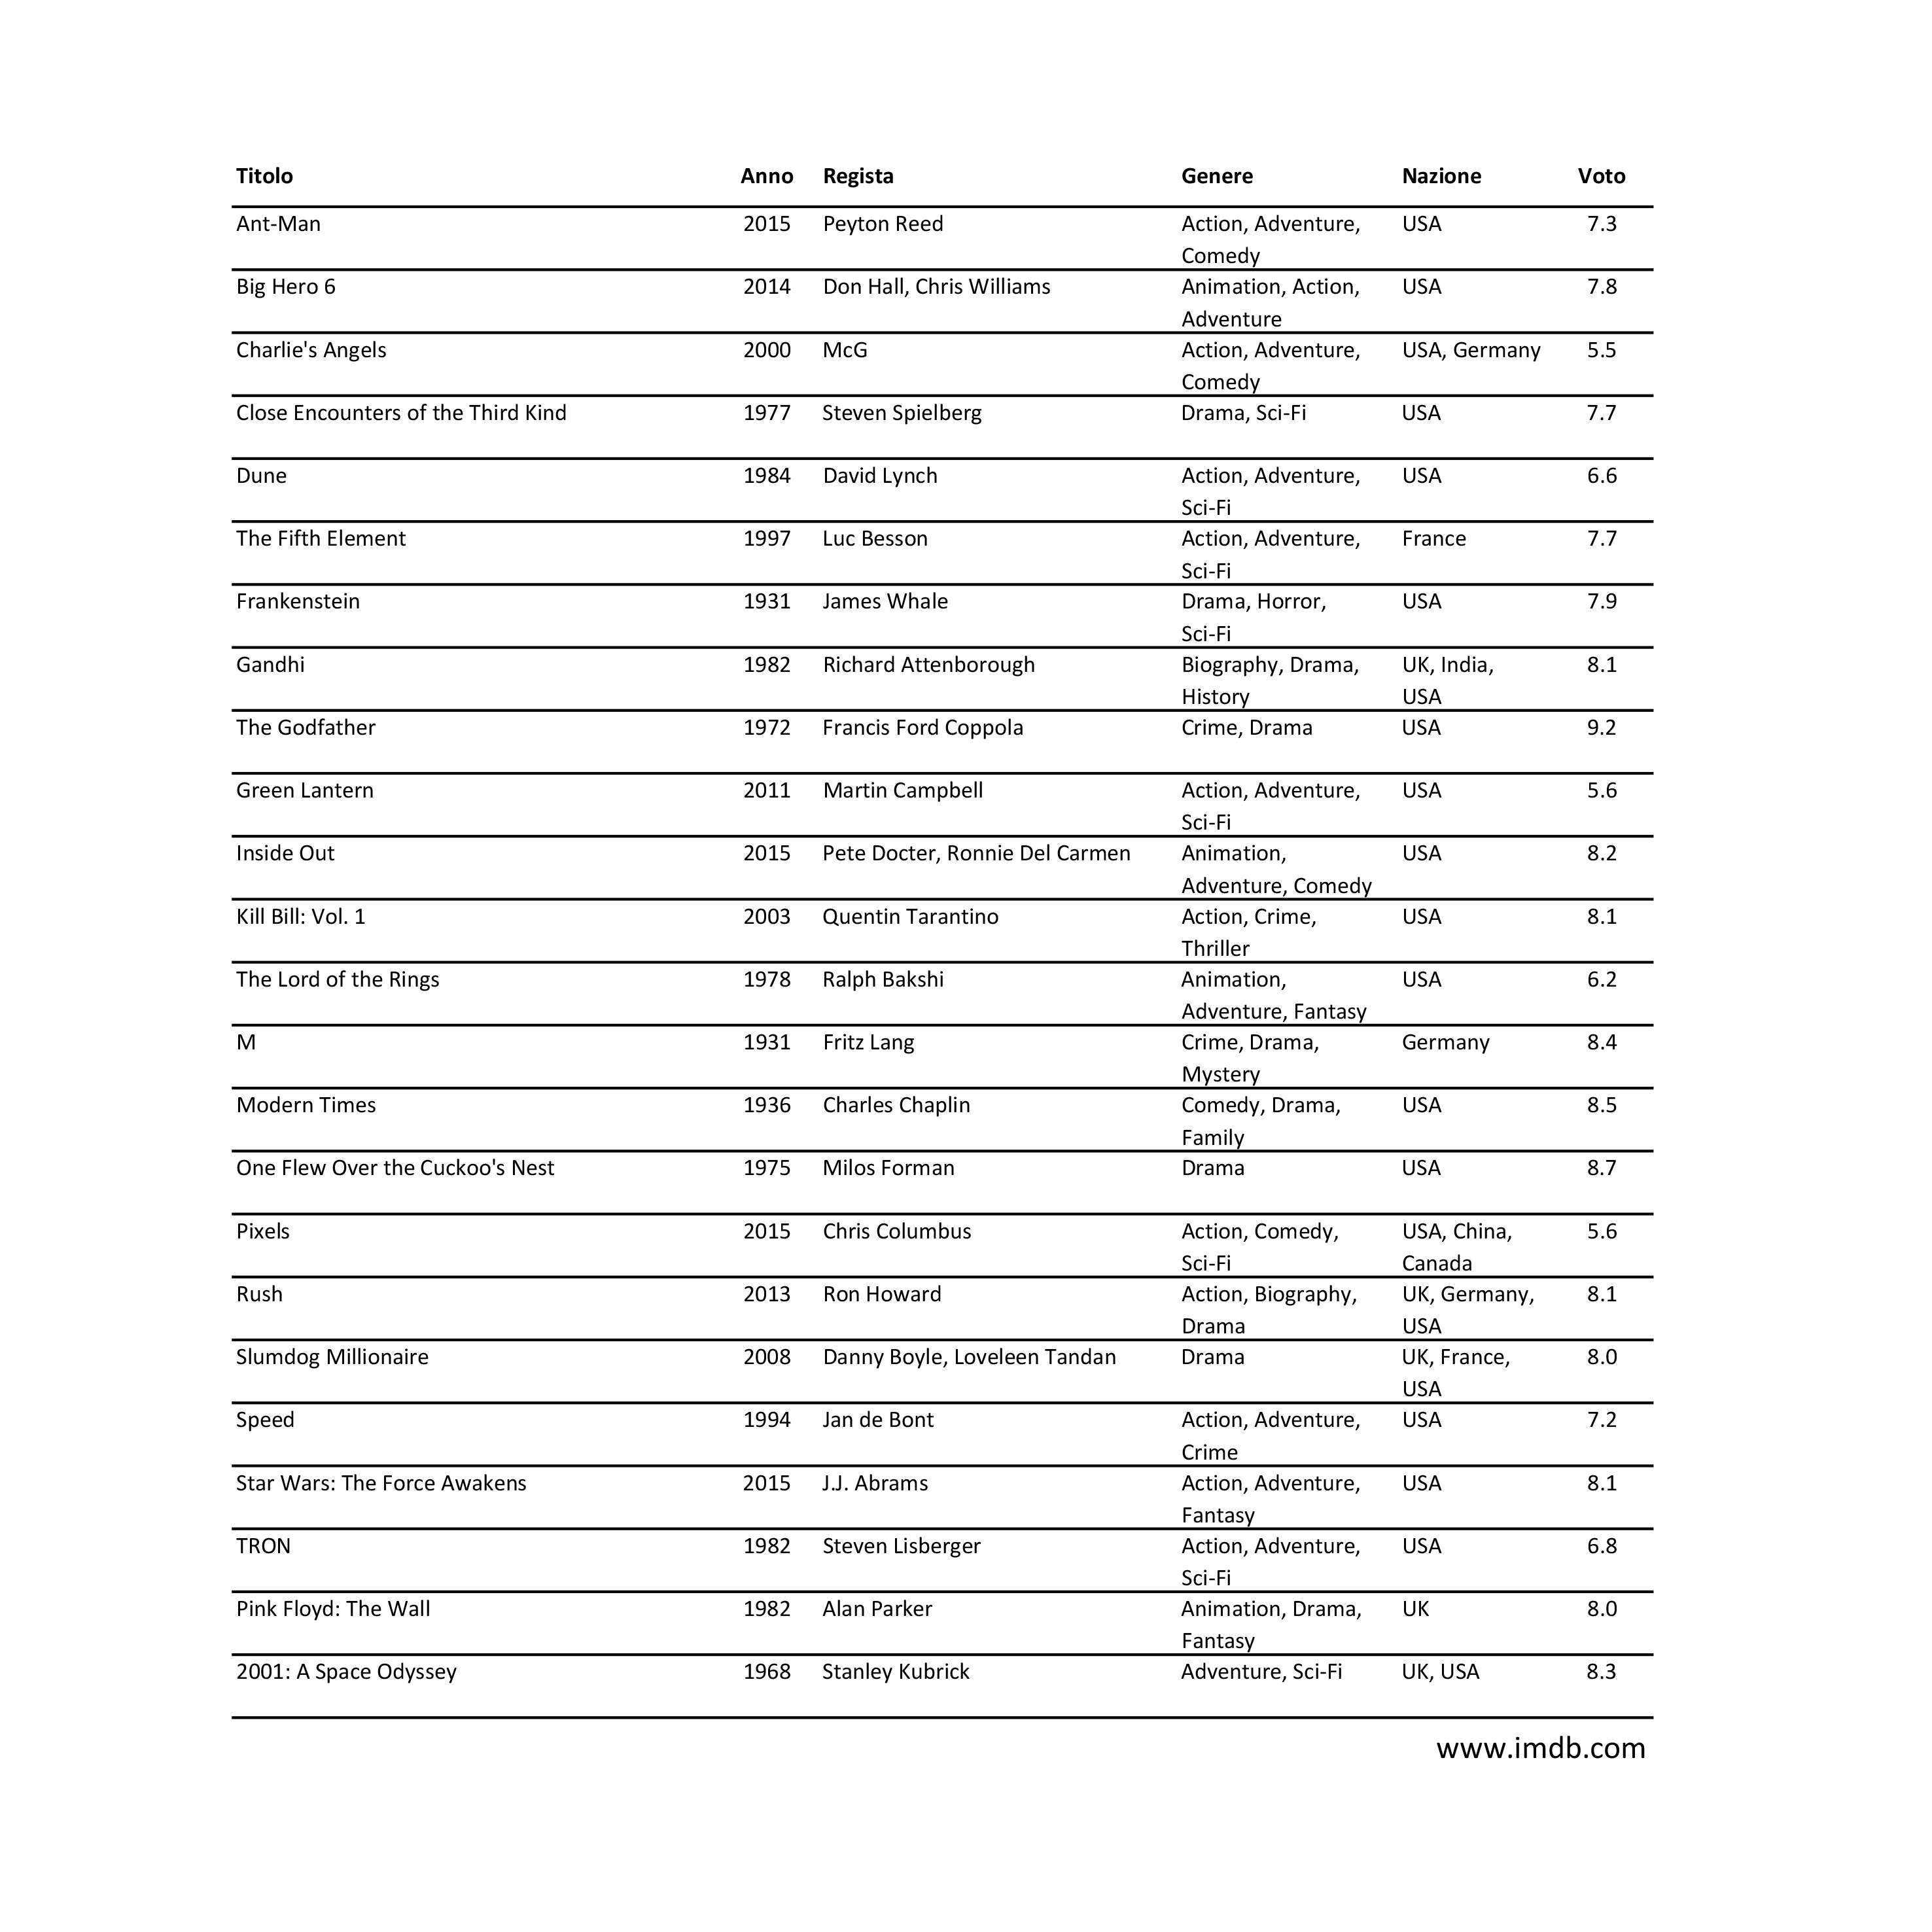 Titolo Anno Regista Genere Nazione Voto
Ant-Man 2015 Peyton Reed Action, Adventure, USA 7.3
Comedy
Big Hero 6 2014 Don Hall, Chris Williams Animation, Action, USA 7.8
Adventure
Charlie's Angels 2000 McG Action, Adventure, USA, Germany 5.5
Comedy
Close Encounters of the Third Kind 1977 Steven Spielberg Drama, Sci-Fi USA 7.7
Dune 1984 David Lynch Action, Adventure, USA 6.6
Sci-Fi
The Fifth Element 1997 Luc Besson Action, Adventure, France 7.7
Sci-Fi
Frankenstein 1931 James Whale Drama, Horror, USA 7.9
Sci-Fi
Gandhi 1982 Richard Attenborough Biography, Drama, UK, India, 8.1
History USA
The Godfather 1972 Francis Ford Coppola Crime, Drama USA 9.2
Green Lantern 2011 Martin Campbell Action, Adventure, USA 5.6
Sci-Fi
Inside Out 2015 Pete Docter, Ronnie Del Carmen Animation, USA 8.2
Adventure, Comedy
Kill Bill: Vol. 1 2003 Quentin Tarantino Action, Crime, USA 8.1
Thriller
The Lord of the Rings 1978 Ralph Bakshi Animation, USA 6.2
Adventure, Fantasy
M 1931 Fritz Lang Crime, Drama, Germany 8.4
Mystery
Modern Times 1936 Charles Chaplin Comedy, Drama, USA 8.5
Family
One Flew Over the Cuckoo's Nest 1975 Milos Forman Drama USA 8.7
Pixels 2015 Chris Columbus Action, Comedy, USA, China, 5.6
Sci-Fi Canada
Rush 2013 Ron Howard Action, Biography, UK, Germany, 8.1
Drama USA
Slumdog Millionaire 2008 Danny Boyle, Loveleen Tandan Drama UK, France, 8.0
USA
Speed 1994 Jan de Bont Action, Adventure, USA 7.2
Crime
Star Wars: The Force Awakens 2015 J.J. Abrams Action, Adventure, USA 8.1
Fantasy
TRON 1982 Steven Lisberger Action, Adventure, USA 6.8
Sci-Fi
Pink Floyd: The Wall 1982 Alan Parker Animation, Drama, UK 8.0
Fantasy
2001: A Space Odyssey 1968 Stanley Kubrick Adventure, Sci-Fi UK, USA 8.3
www.imdb.com